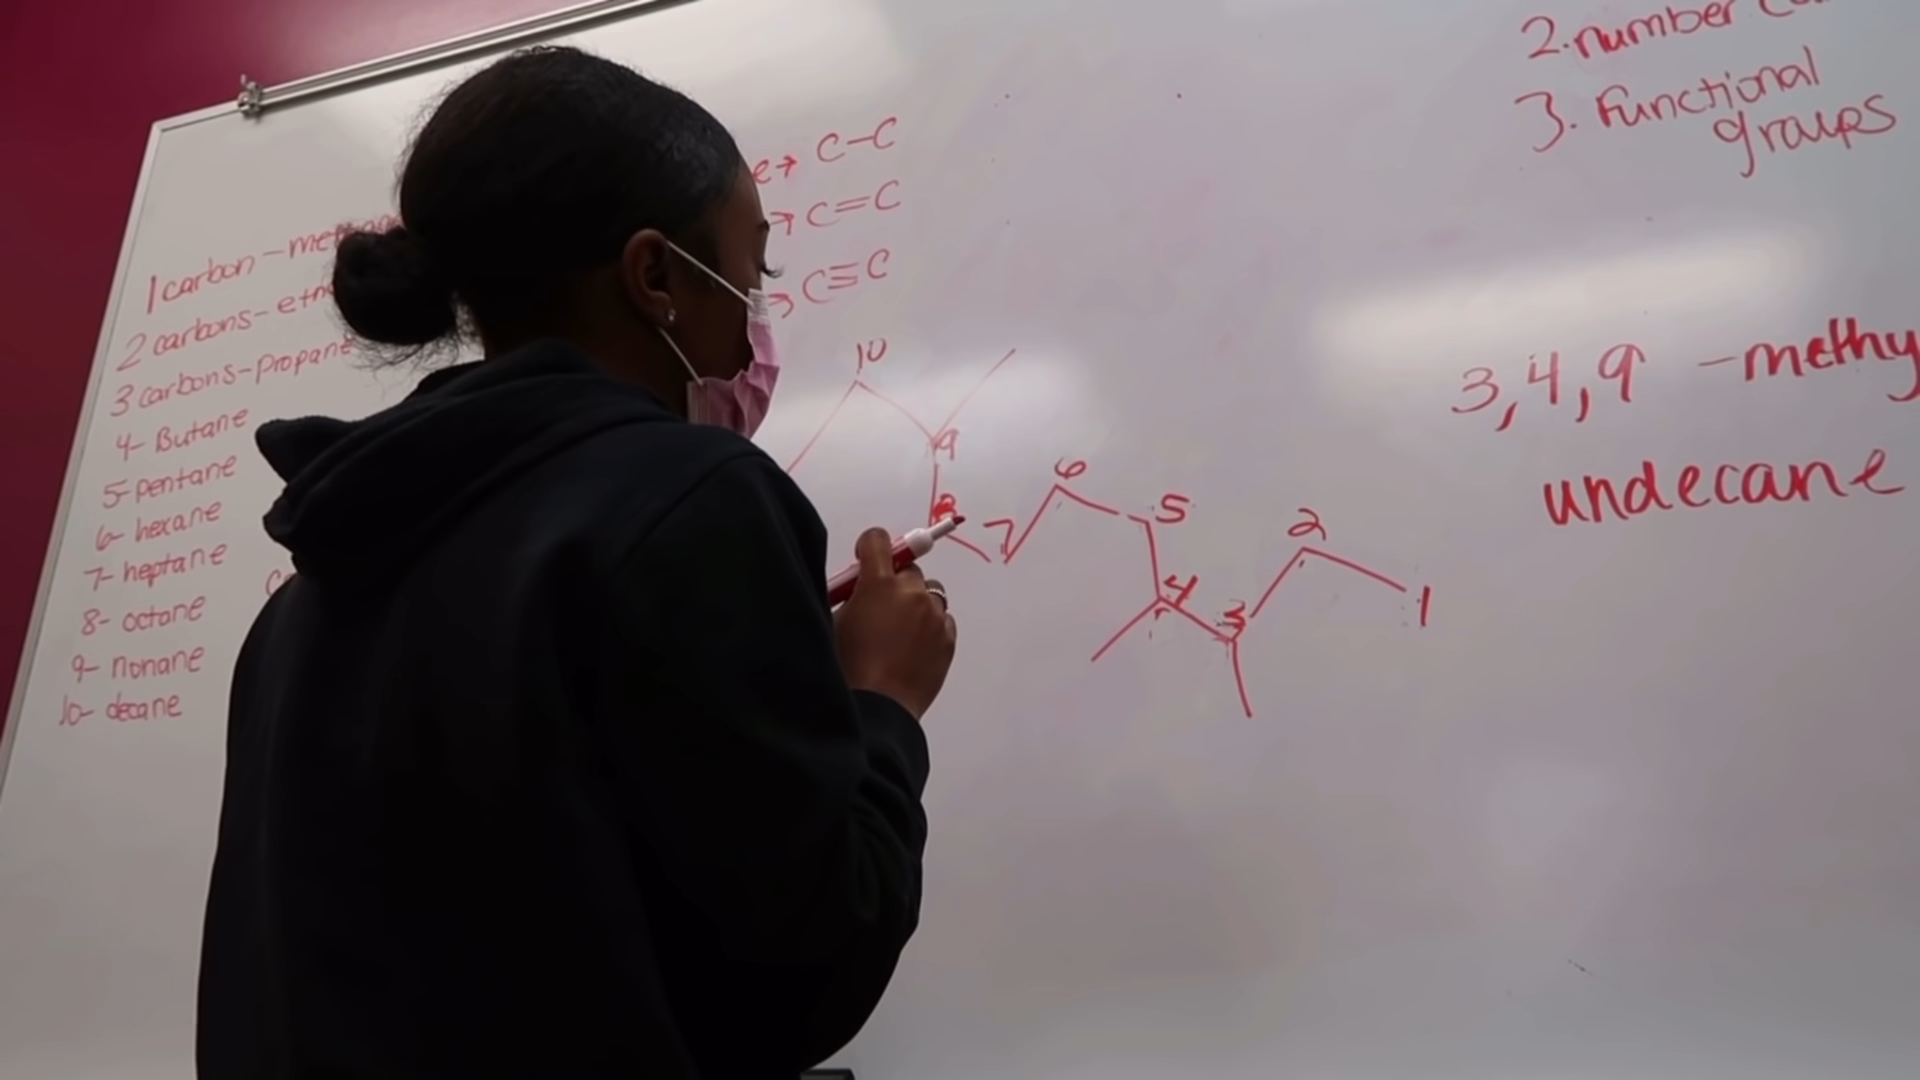 1 carbon -
2 carbons -
3 carbons - Propane
4- Butane
5- pentane
6- hexane
7- heptane
8- octane
9- nonane
10- decane
→ C-C
→ C=C
→ C≡C
2. number
3. Functional
groups
10
9
8
7
6
5
4
3
2
1
3,4,9 - methy
undecane